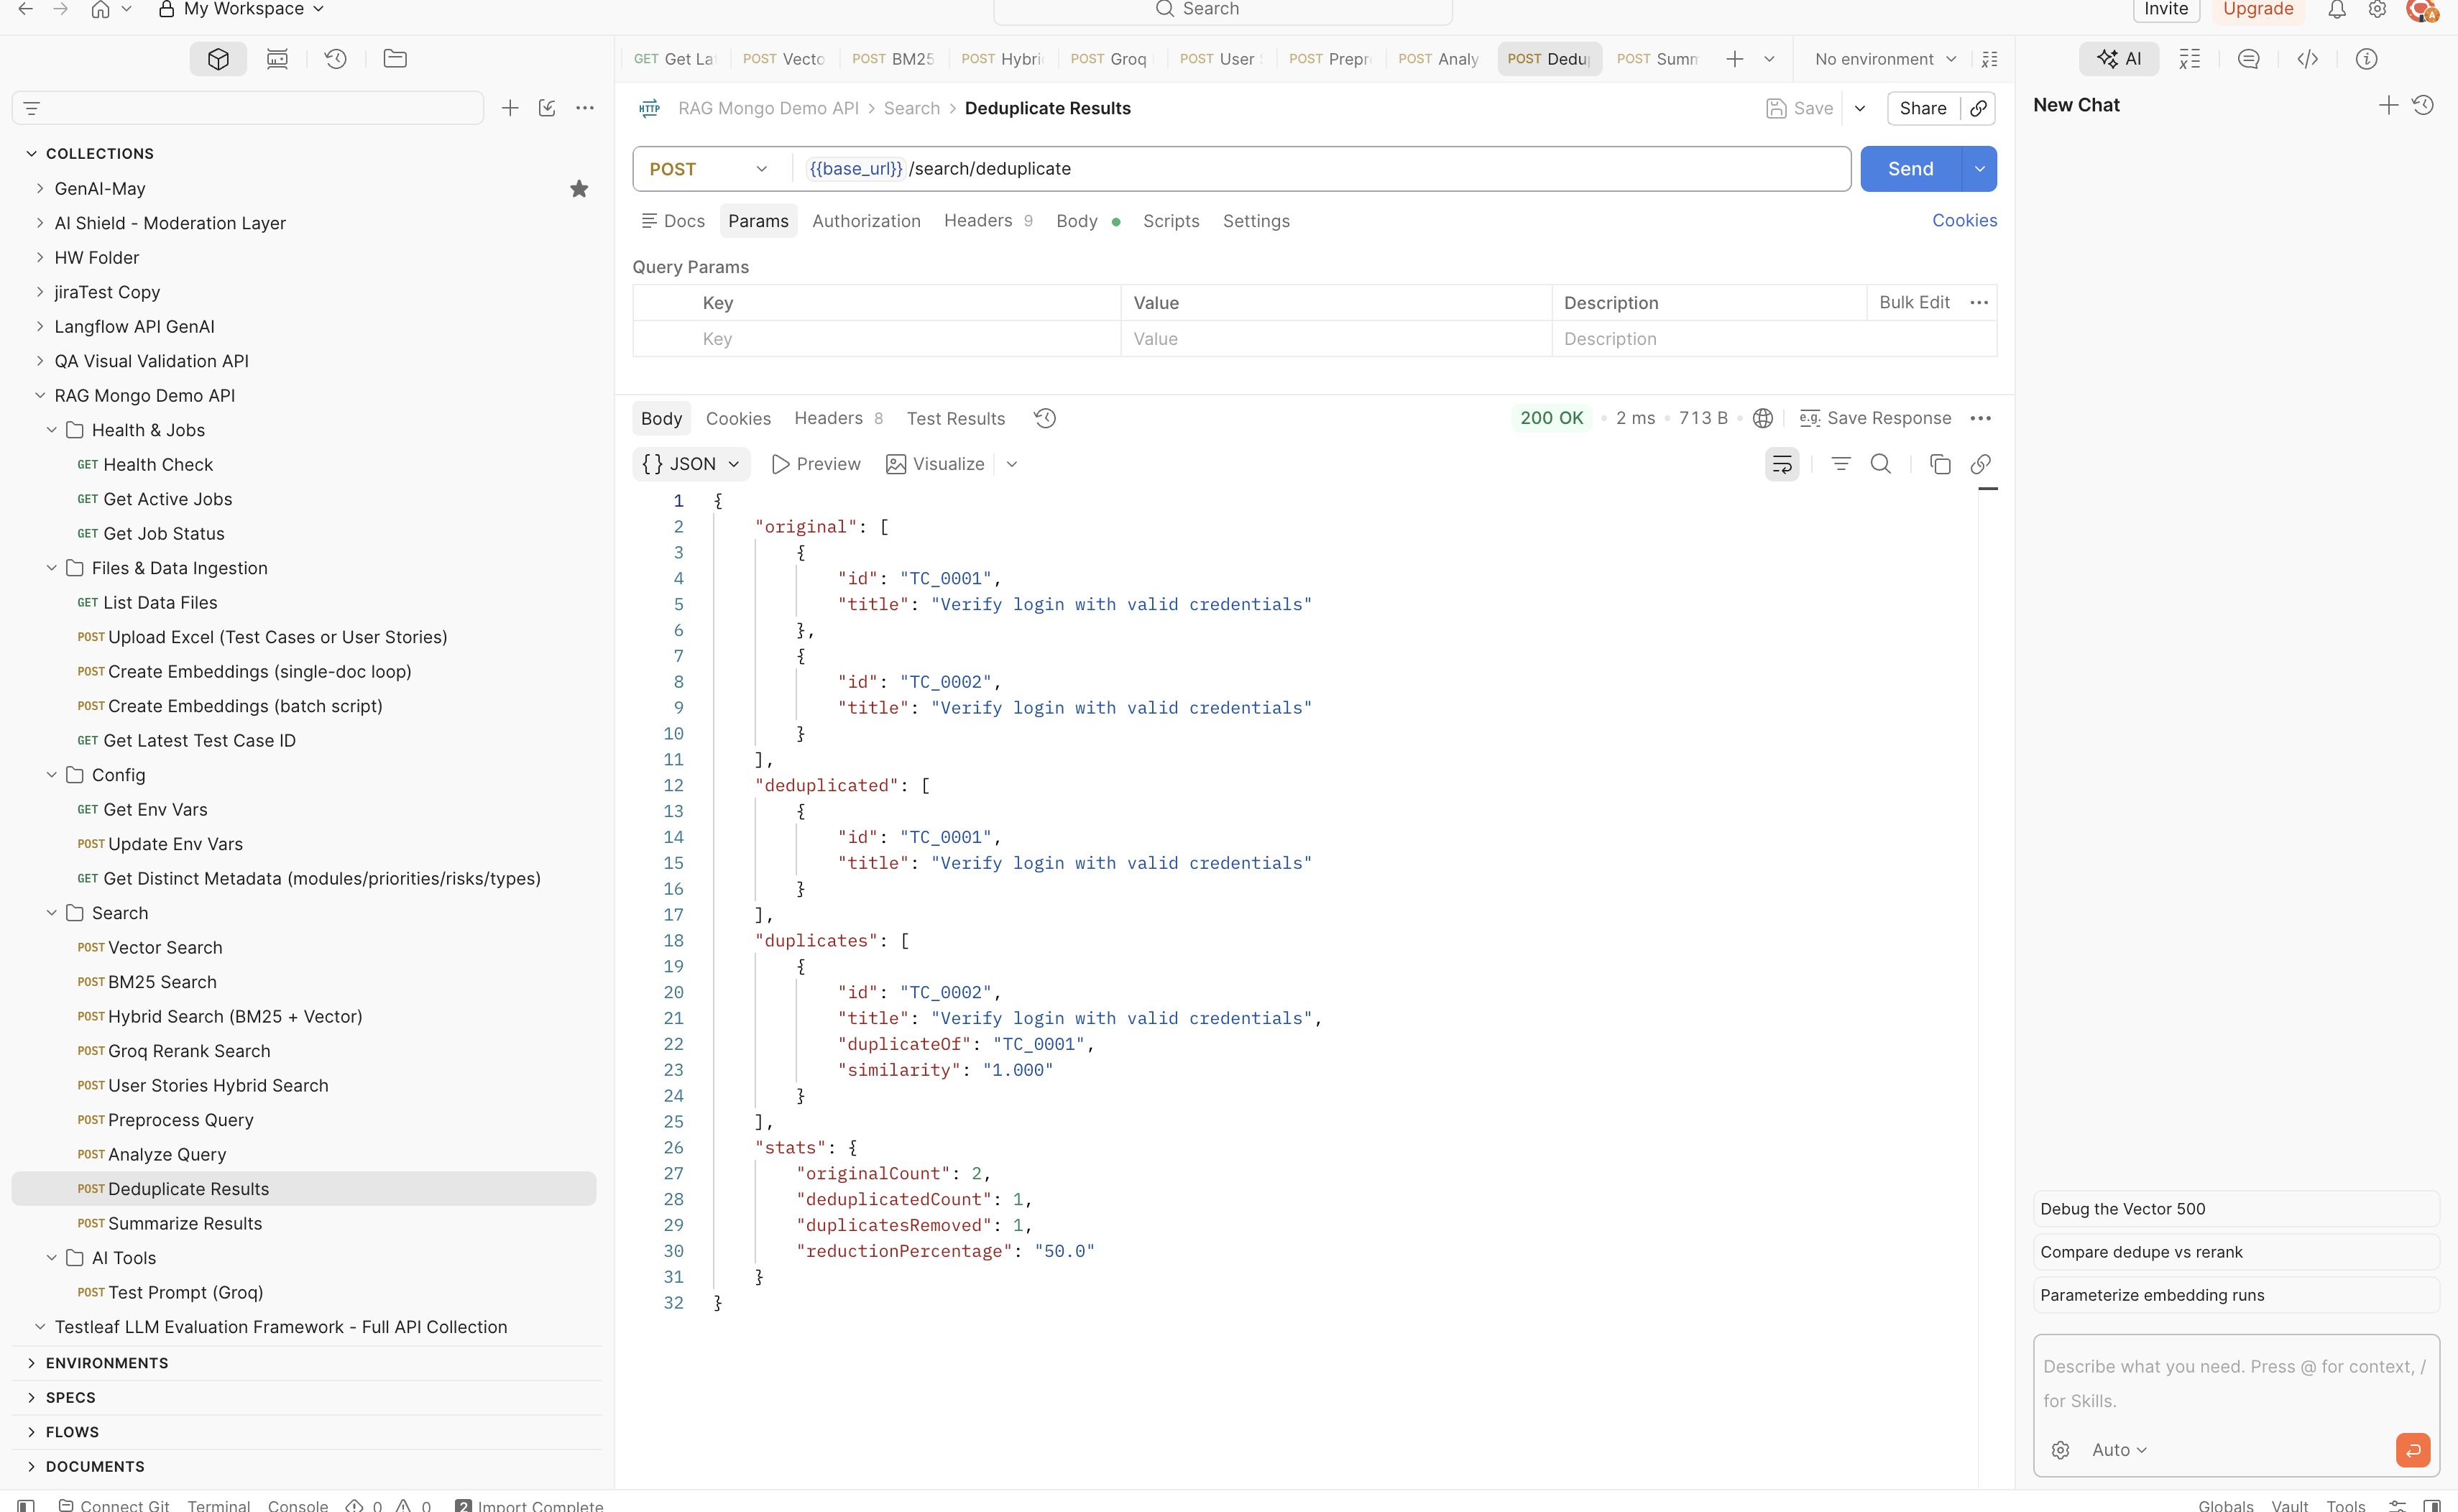 My Workspace
Search
Invite
Upgrade
GET Get La
POST Vecto
POST BM25
POST Hybri
POST Groq
POST User
POST Prepr
POST Analy
POST Dedu
POST Summ
No environment
AI
COLLECTIONS
GenAI-May
AI Shield - Moderation Layer
HW Folder
jiraTest Copy
Langflow API GenAI
QA Visual Validation API
RAG Mongo Demo API
Health & Jobs
GET Health Check
GET Get Active Jobs
GET Get Job Status
Files & Data Ingestion
GET List Data Files
POST Upload Excel (Test Cases or User Stories)
POST Create Embeddings (single-doc loop)
POST Create Embeddings (batch script)
GET Get Latest Test Case ID
Config
GET Get Env Vars
POST Update Env Vars
GET Get Distinct Metadata (modules/priorities/risks/types)
Search
POST Vector Search
POST BM25 Search
POST Hybrid Search (BM25 + Vector)
POST Groq Rerank Search
POST User Stories Hybrid Search
POST Preprocess Query
POST Analyze Query
POST Deduplicate Results
POST Summarize Results
AI Tools
POST Test Prompt (Groq)
Testleaf LLM Evaluation Framework - Full API Collection
ENVIRONMENTS
SPECS
FLOWS
DOCUMENTS
HTTP RAG Mongo Demo API > Search > Deduplicate Results
Save
Share
POST {{base_url}} /search/deduplicate
Send
Docs Params Authorization Headers 9 Body Scripts Settings
Cookies
Query Params
Key Value Description Bulk Edit
Key Value Description
Body Cookies Headers 8 Test Results
200 OK • 2 ms • 713 B
e.g. Save Response
{} JSON
Preview
Visualize
1 {
2 "original": [
3 {
4 "id": "TC_0001",
5 "title": "Verify login with valid credentials"
6 },
7 {
8 "id": "TC_0002",
9 "title": "Verify login with valid credentials"
10 }
11 ],
12 "deduplicated": [
13 {
14 "id": "TC_0001",
15 "title": "Verify login with valid credentials"
16 }
17 ],
18 "duplicates": [
19 {
20 "id": "TC_0002",
21 "title": "Verify login with valid credentials",
22 "duplicateOf": "TC_0001",
23 "similarity": "1.000"
24 }
25 ],
26 "stats": {
27 "originalCount": 2,
28 "deduplicatedCount": 1,
29 "duplicatesRemoved": 1,
30 "reductionPercentage": "50.0"
31 }
32 }
New Chat
Debug the Vector 500
Compare dedupe vs rerank
Parameterize embedding runs
Describe what you need. Press @ for context, /
for Skills.
Auto
Connect Git Terminal Console 0 0 2 Import Complete
Globals Vault Tools